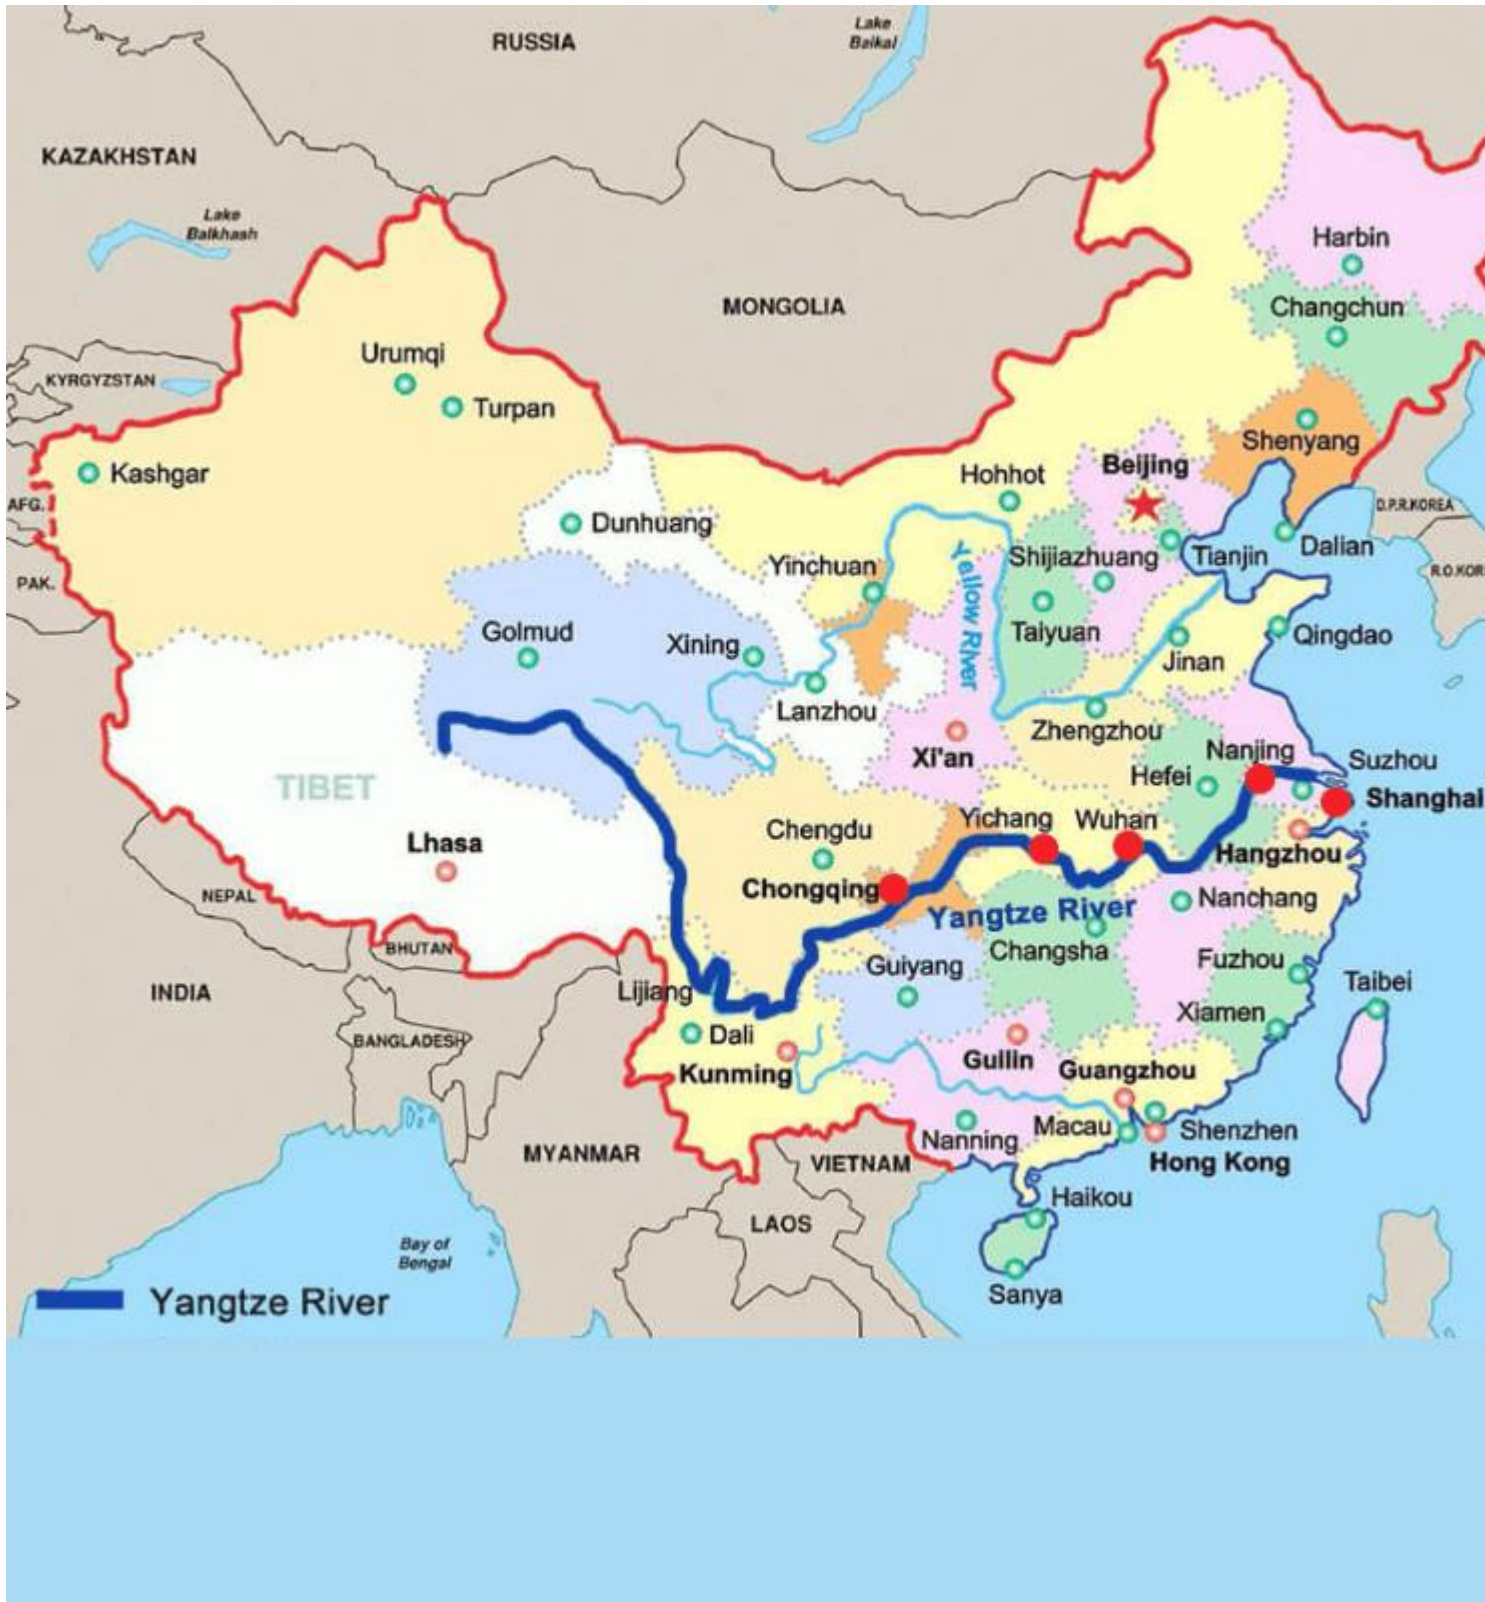 RUSSIA
Lake
Baikal
KAZAKHSTAN
Lake
Balkhash
MONGOLIA
Harbin
Changchun
Urumqi
KYRGYZSTAN
Turpan
Shenyang
Kashgar
Beijing
Hohhot
AFG.
Dunhuang
D.P.R.KOREA
Dalian
Yellow River
Shijiazhuang
Tianjin
Yinchuan
PAK.
R.O.KOR
Golmud
Xining
Taiyuan
Qingdao
Jinan
Lanzhou
Zhengzhou
Xi'an
Nanjing
Suzhou
Hefei
TIBET
Shanghai
Yichang
Wuhan
Chengdu
Lhasa
Hangzhou
Chongqing
NEPAL
Nanchang
Yangtze River
BHUTAN
Changsha
Guiyang
Fuzhou
INDIA
Lijiang
Taibei
Xiamen
Dali
BANGLADESH
Gullin
Kunming
Guangzhou
Macau
Shenzhen
Nanning
MYANMAR
VIETNAM
Hong Kong
Haikou
LAOS
Bay of
Bengal
Sanya
Yangtze River